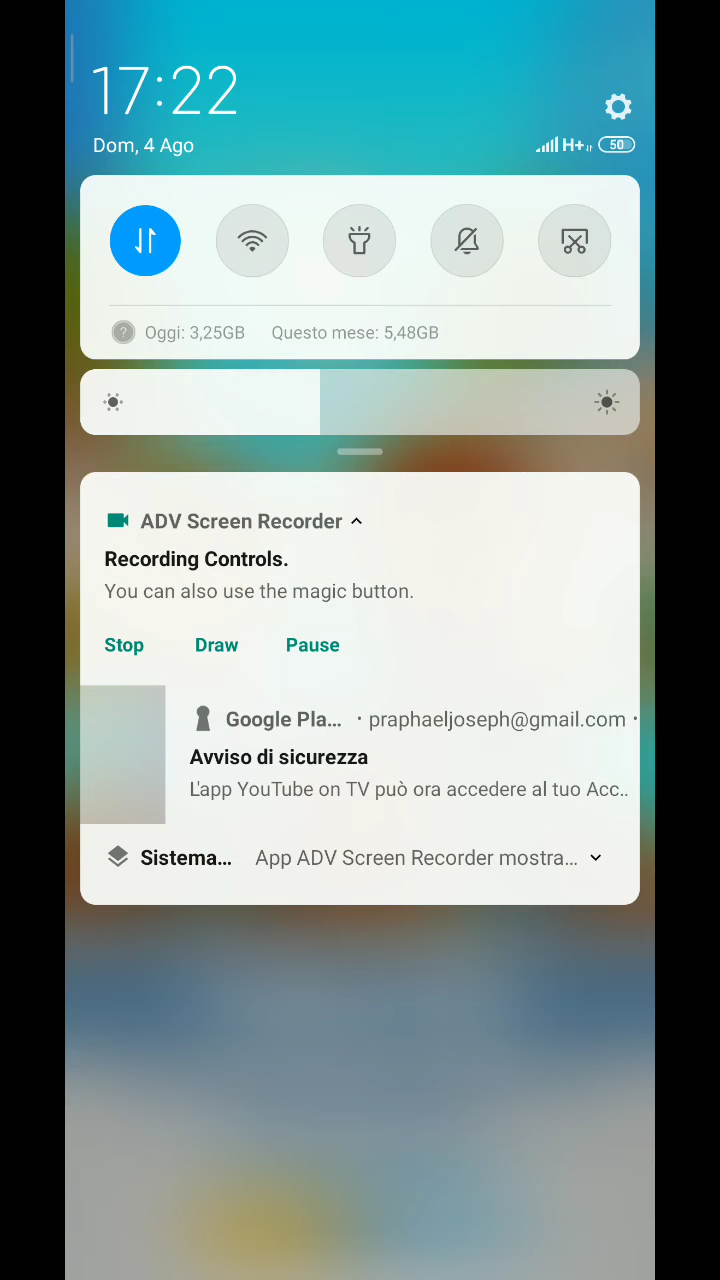 17:22
Dom, 4 Ago
H+
50
Oggi: 3,25GB Questo mese: 5,48GB
ADV Screen Recorder
Recording Controls.
You can also use the magic button.
Stop Draw Pause
Google Pla... · praphaeljoseph@gmail.com ·
Avviso di sicurezza
L'app YouTube on TV può ora accedere al tuo Acc..
Sistema... App ADV Screen Recorder mostra...